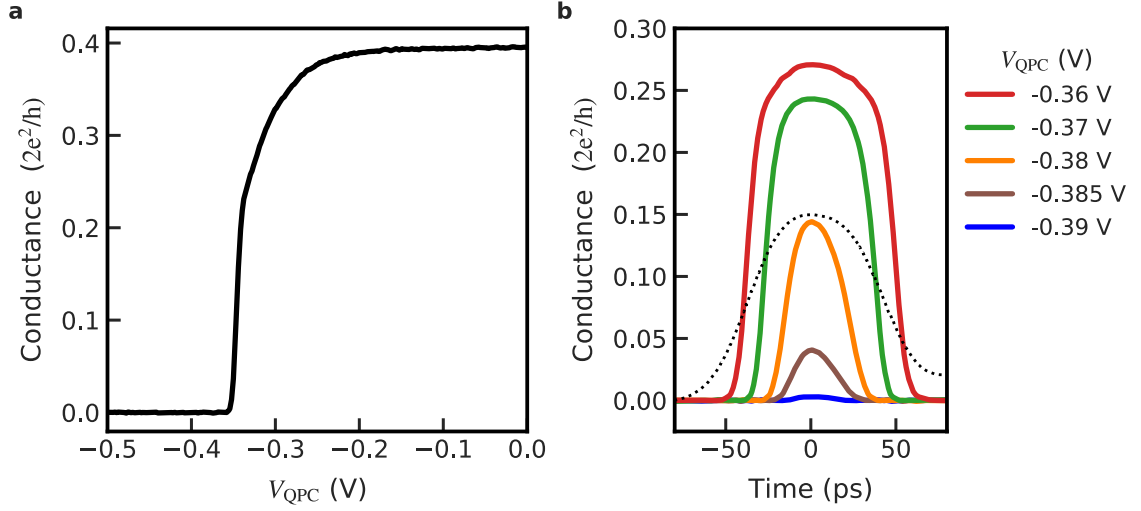 a
Conductance (2e²/h)
0.4
0.3
0.2
0.1
0.0
−0.5
−0.4
−0.3
−0.2
−0.1
0.0
V_QPC (V)
b
Conductance (2e²/h)
0.30
0.25
0.20
0.15
0.10
0.05
0.00
−50
0
50
Time (ps)
V_QPC (V)
-0.36 V
-0.37 V
-0.38 V
-0.385 V
-0.39 V